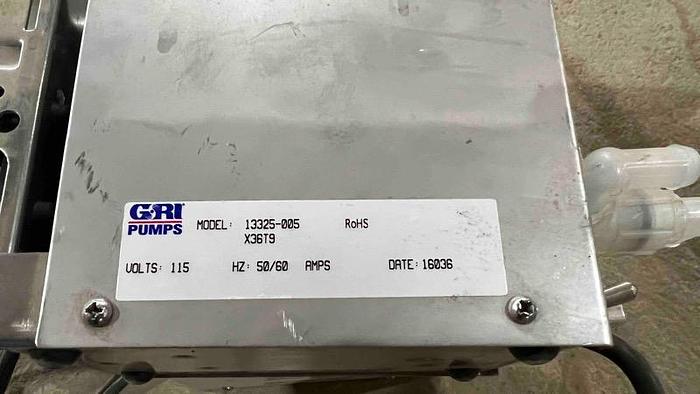 GRI
PUMPS
MODEL: 13325-005 RoHS
X36T9
VOLTS: 115 HZ: 50/60 AMPS DATE: 16036